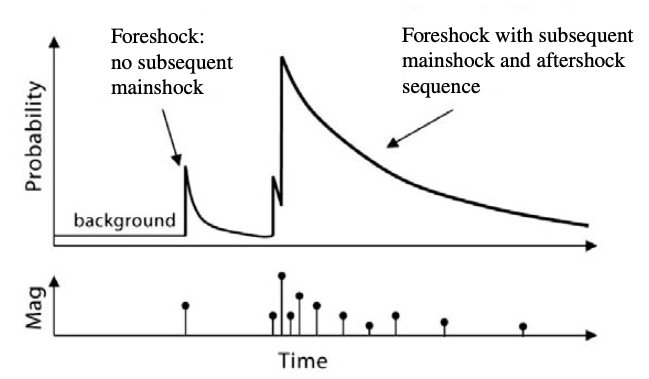 Foreshock:
no subsequent
mainshock
Foreshock with subsequent
mainshock and aftershock
sequence
Probability
background
Mag
Time